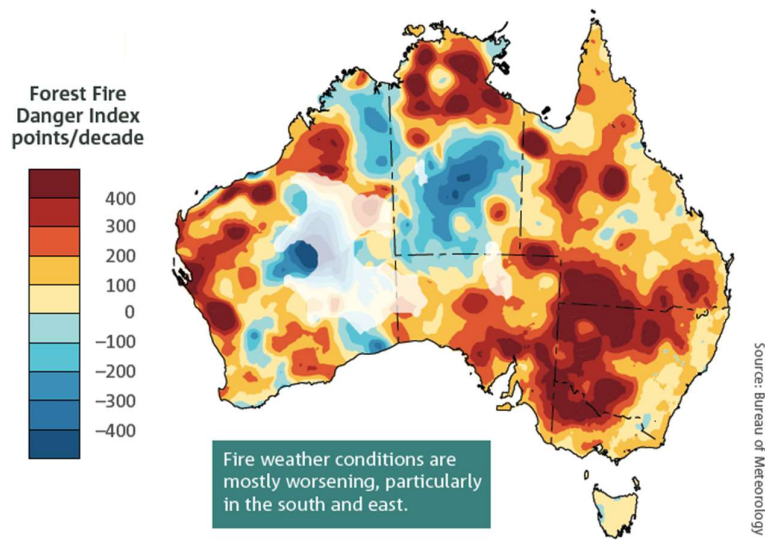 Forest Fire
Danger Index
points/decade
400
300
200
100
0
−100
−200
−300
−400
Fire weather conditions are
mostly worsening, particularly
in the south and east.
Source: Bureau of Meteorology